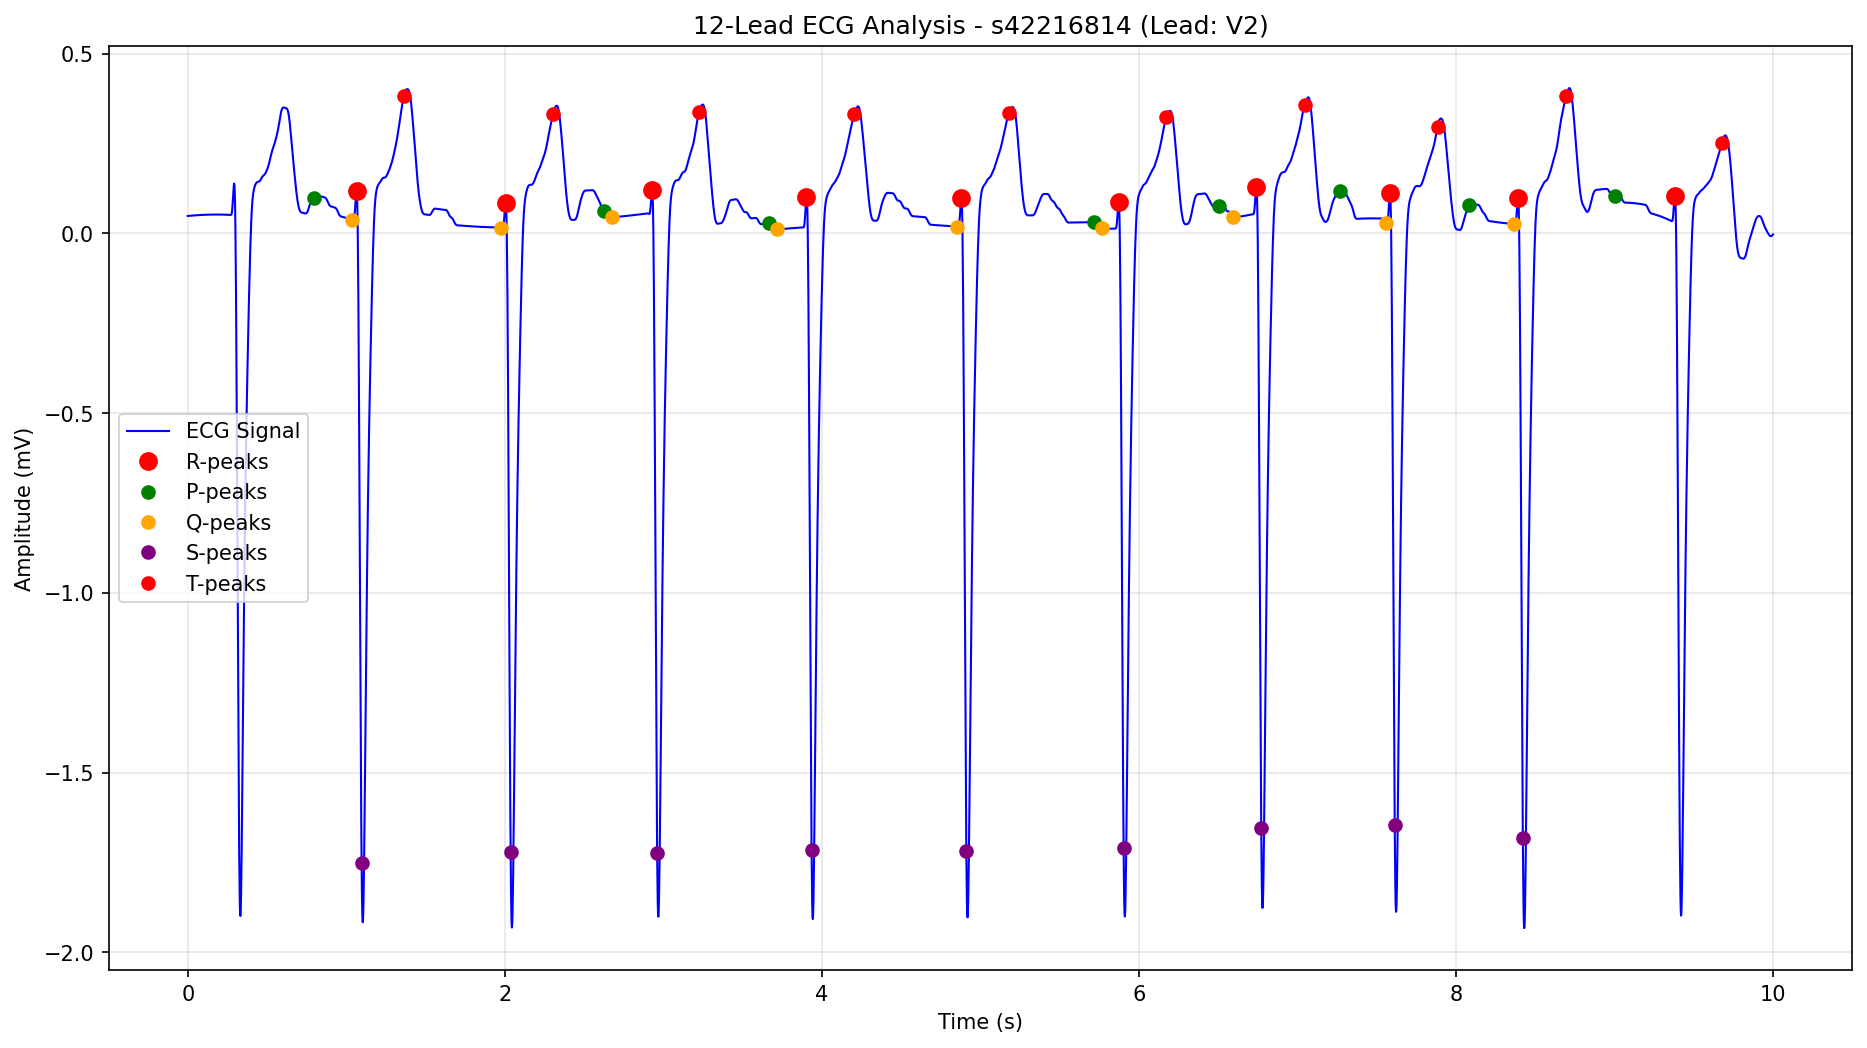 12-Lead ECG Analysis - s42216814 (Lead: V2)
0.5
0.0
−0.5
−1.0
−1.5
−2.0
Amplitude (mV)
ECG Signal
R-peaks
P-peaks
Q-peaks
S-peaks
T-peaks
0 2 4 6 8 10
Time (s)